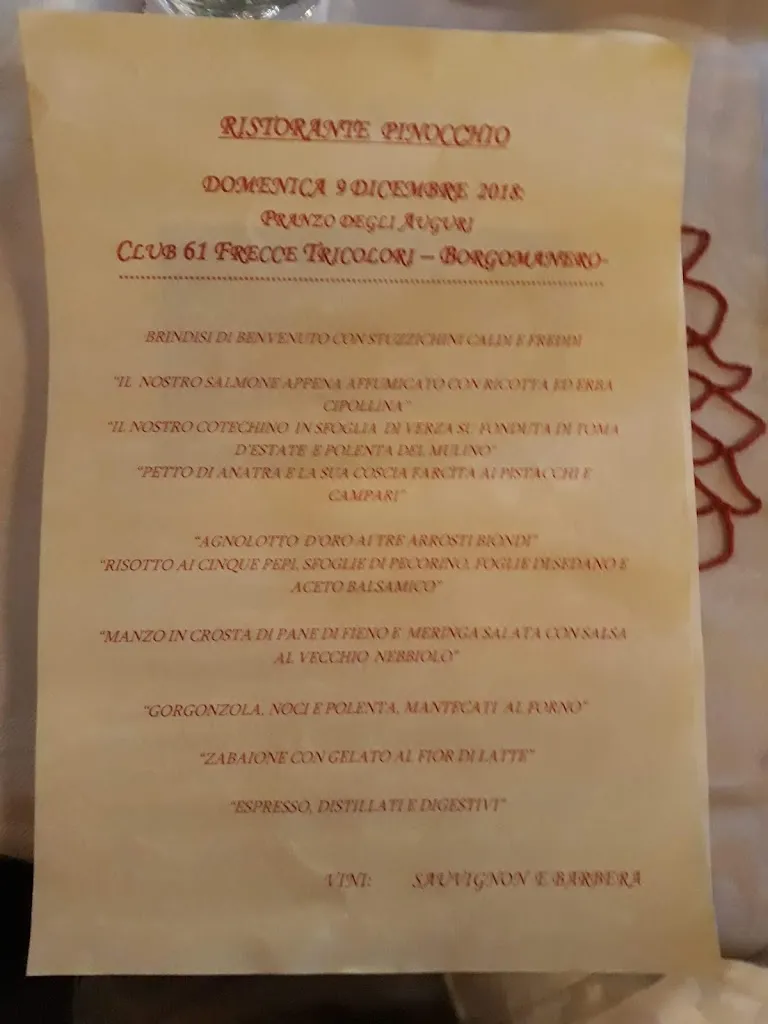 RISTORANTE PINOCCHIO
DOMENICA 9 DICEMBRE 2018:
PRANZO DEGLI AUGURI
CLUB 61 FRECCE TRICOLORI – BORGOMANERO-
BRINDISI DI BENVENUTO CON STUZZICHINI CALDI E FREDDI
"IL NOSTRO SALMONE APPENA AFFUMICATO CON RICOTTA ED ERBA
CIPOLLINA"
"IL NOSTRO COTECHINO IN SFOGLIA DI VERZA SU FONDUTA DI TOMA
D'ESTATE E POLENTA DEL MULINO"
"PETTO DI ANATRA E LA SUA COSCIA FARCITA AI PISTACCHI E
CAMPARI"
"AGNOLOTTO D'ORO AI TRE ARROSTI BIONDI"
"RISOTTO AI CINQUE PEPI, SFOGLIE DI PECORINO, FOGLIE DI SEDANO E
ACETO BALSAMICO"
"MANZO IN CROSTA DI PANE DI FIENO E MERINGA SALATA CON SALSA
AL VECCHIO NEBBIOLO"
"GORGONZOLA, NOCI E POLENTA, MANTECATI AL FORNO"
"ZABAIONE CON GELATO AL FIOR DI LATTE"
"ESPRESSO, DISTILLATI E DIGESTIVI"
VINI: SAUVIGNON E BARBERA